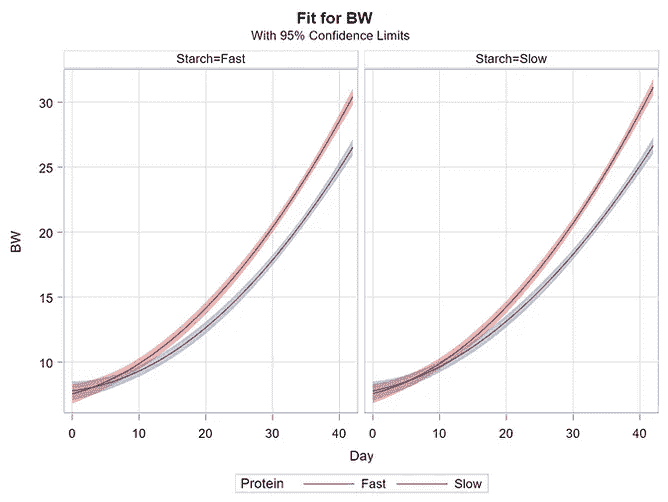 Fit for BW
With 95% Confidence Limits
Starch=Fast
Starch=Slow
30
25
20
15
10
BW
0 10 20 30 40
0 10 20 30 40
Day
Protein Fast Slow